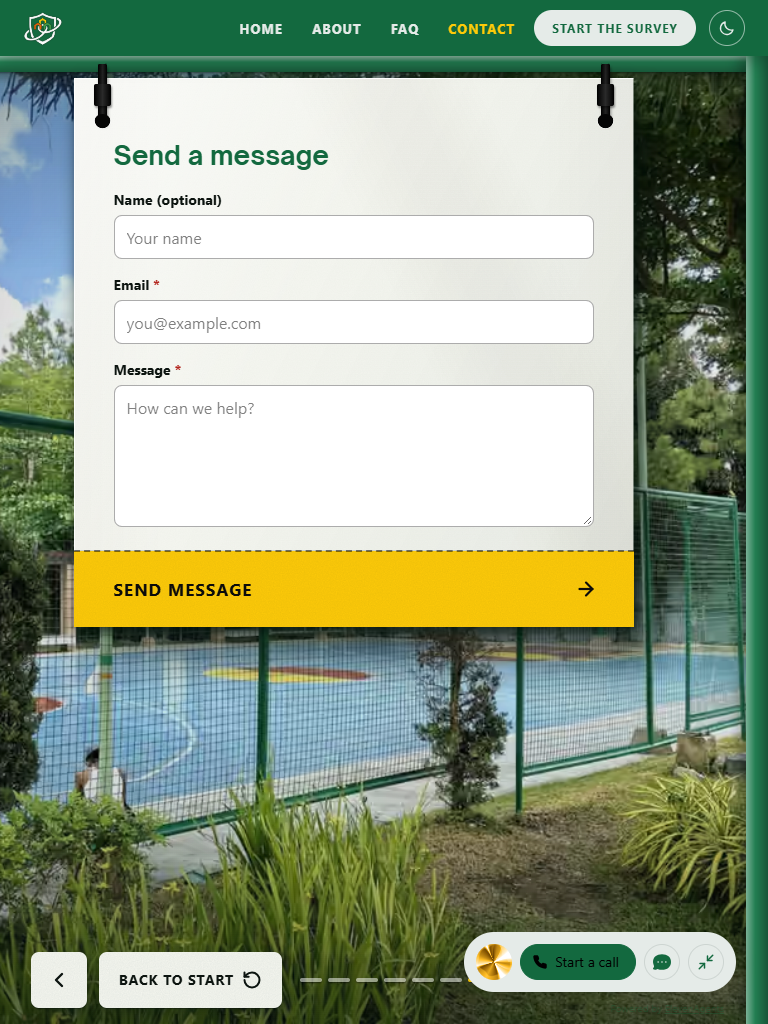 HOME
ABOUT
FAQ
CONTACT
START THE SURVEY
Send a message
Name (optional)
Your name
Email *
you@example.com
Message *
How can we help?
SEND MESSAGE
BACK TO START
Start a call